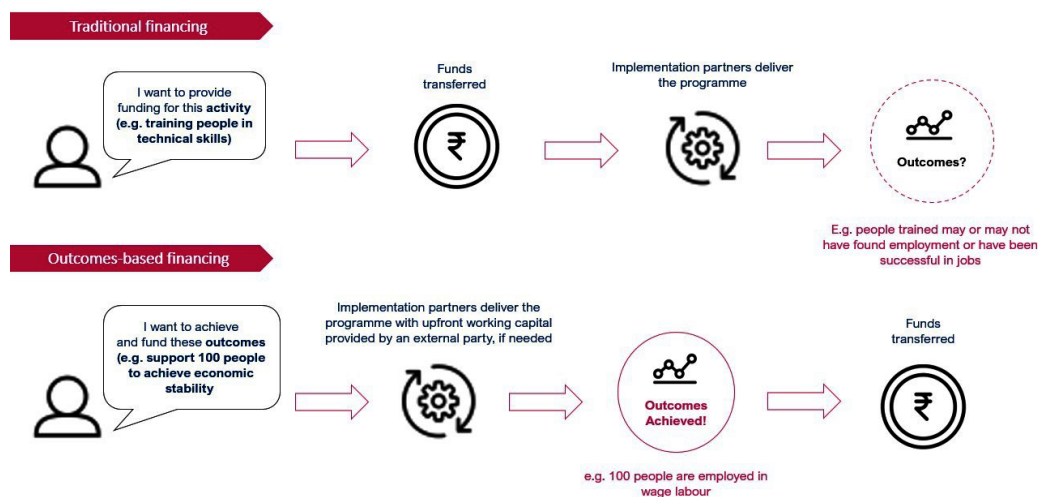 Traditional financing
I want to provide
funding for this activity
(e.g. training people in
technical skills)
Funds
transferred
₹
Implementation partners deliver
the programme
Outcomes?
E.g. people trained may or may not
have found employment or have been
successful in jobs
Outcomes-based financing
I want to achieve
and fund these outcomes
(e.g. support 100 people
to achieve economic
stability
Implementation partners deliver the
programme with upfront working capital
provided by an external party, if needed
Outcomes
Achieved!
e.g. 100 people are employed in
wage labour
Funds
transferred
₹